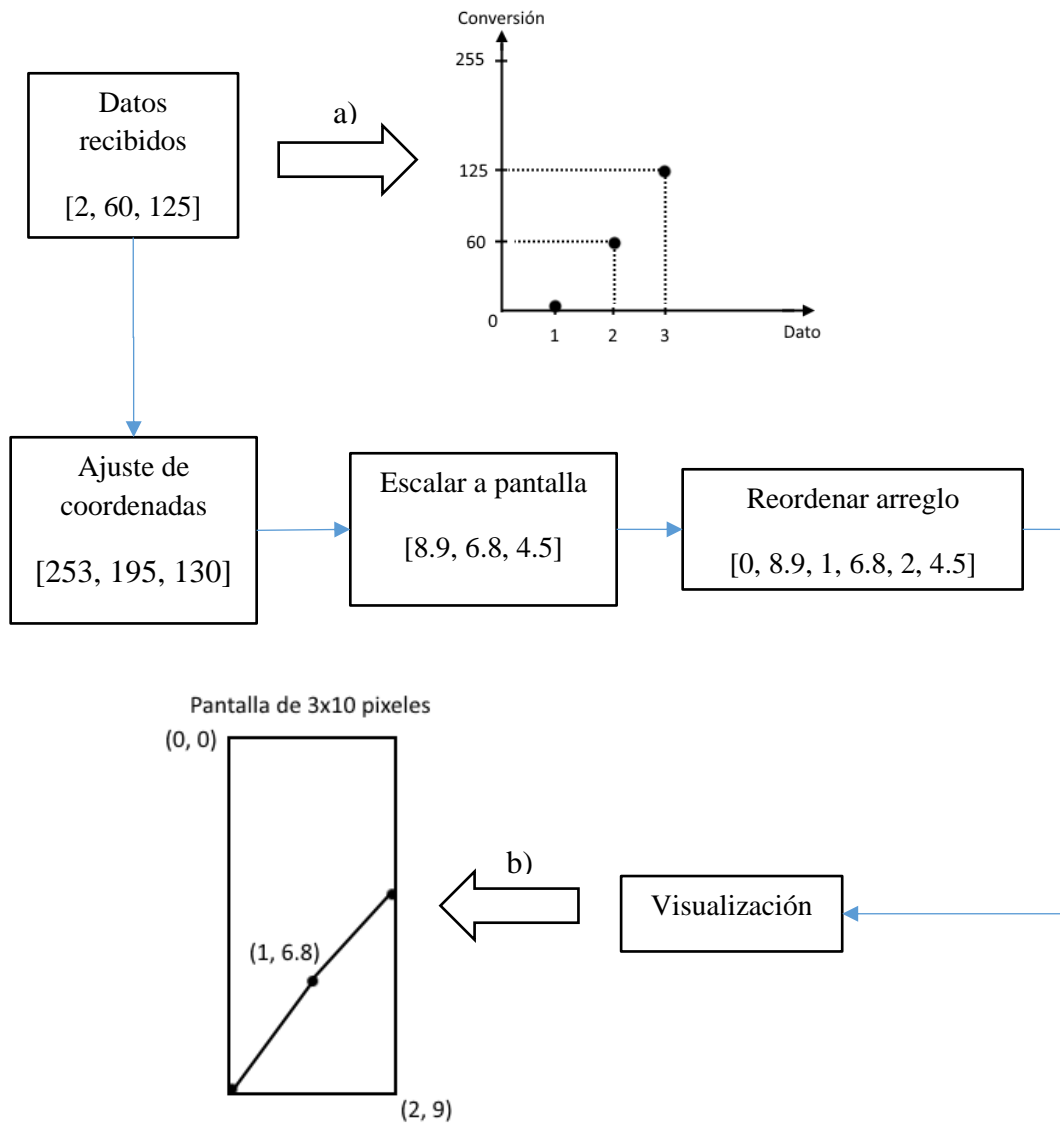 Conversión
255
125
60
0
1
2
3
Dato
Datos
recibidos
[2, 60, 125]
a)
Ajuste de
coordenadas
[253, 195, 130]
Escalar a pantalla
[8.9, 6.8, 4.5]
Reordenar arreglo
[0, 8.9, 1, 6.8, 2, 4.5]
Pantalla de 3x10 pixeles
(0, 0)
(1, 6.8)
(2, 9)
b)
Visualización